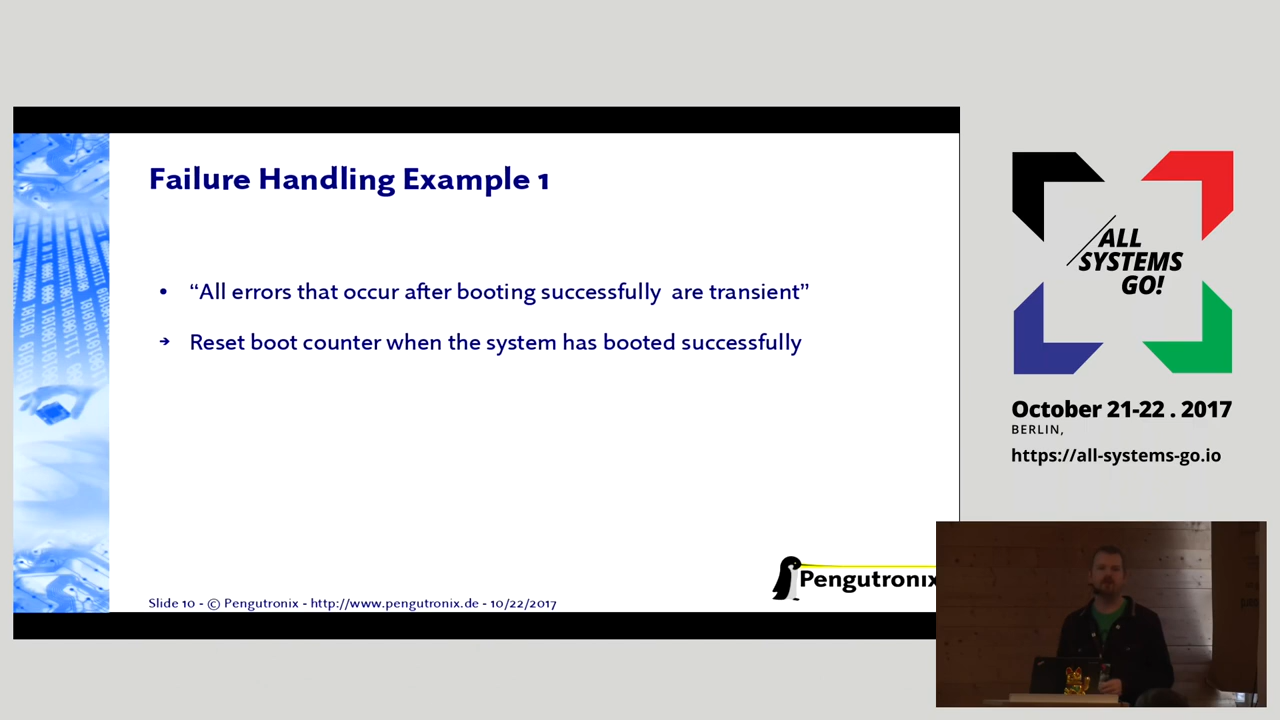 Failure Handling Example 1
• “All errors that occur after booting successfully are transient”
➔ Reset boot counter when the system has booted successfully
Pengutronix
Slide 10 - © Pengutronix - http://www.pengutronix.de - 10/22/2017
ALL
SYSTEMS
GO!
October 21-22 . 2017
BERLIN,
https://all-systems-go.io